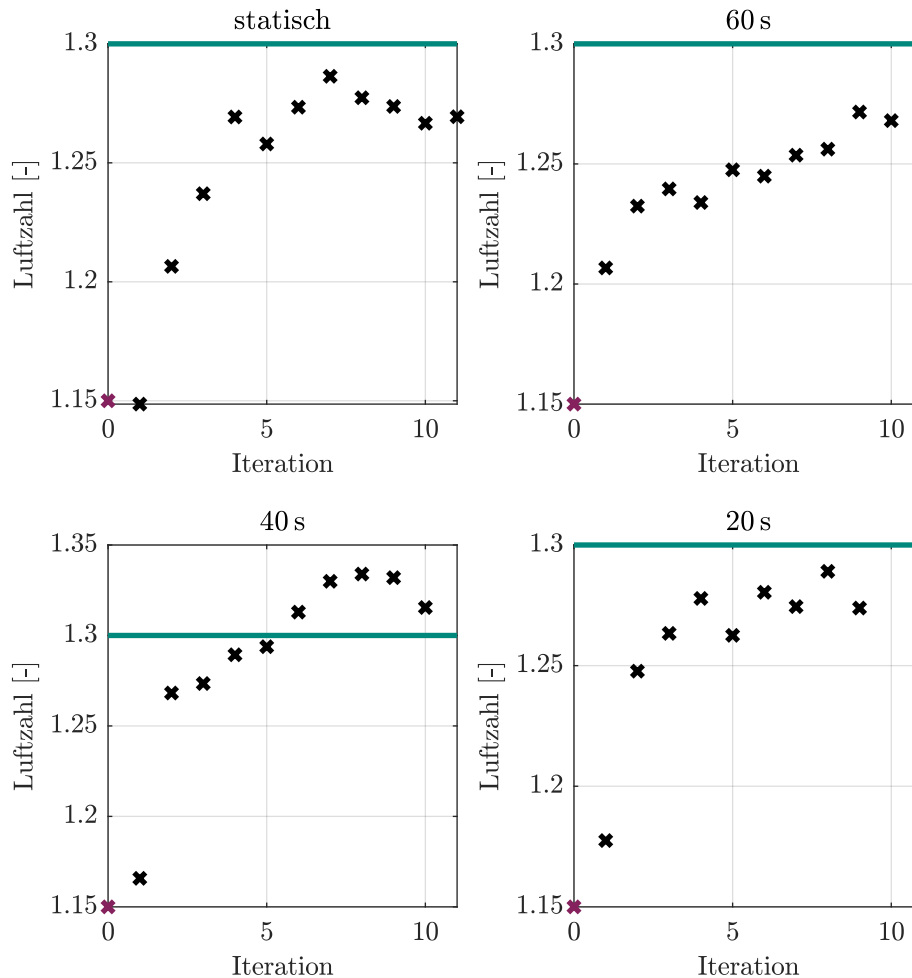 statisch
1.3
1.25
1.2
1.15
Luftzahl [-]
0 5 10
Iteration
60 s
1.3
1.25
1.2
1.15
Luftzahl [-]
0 5 10
Iteration
40 s
1.35
1.3
1.25
1.2
1.15
Luftzahl [-]
0 5 10
Iteration
20 s
1.3
1.25
1.2
1.15
Luftzahl [-]
0 5 10
Iteration